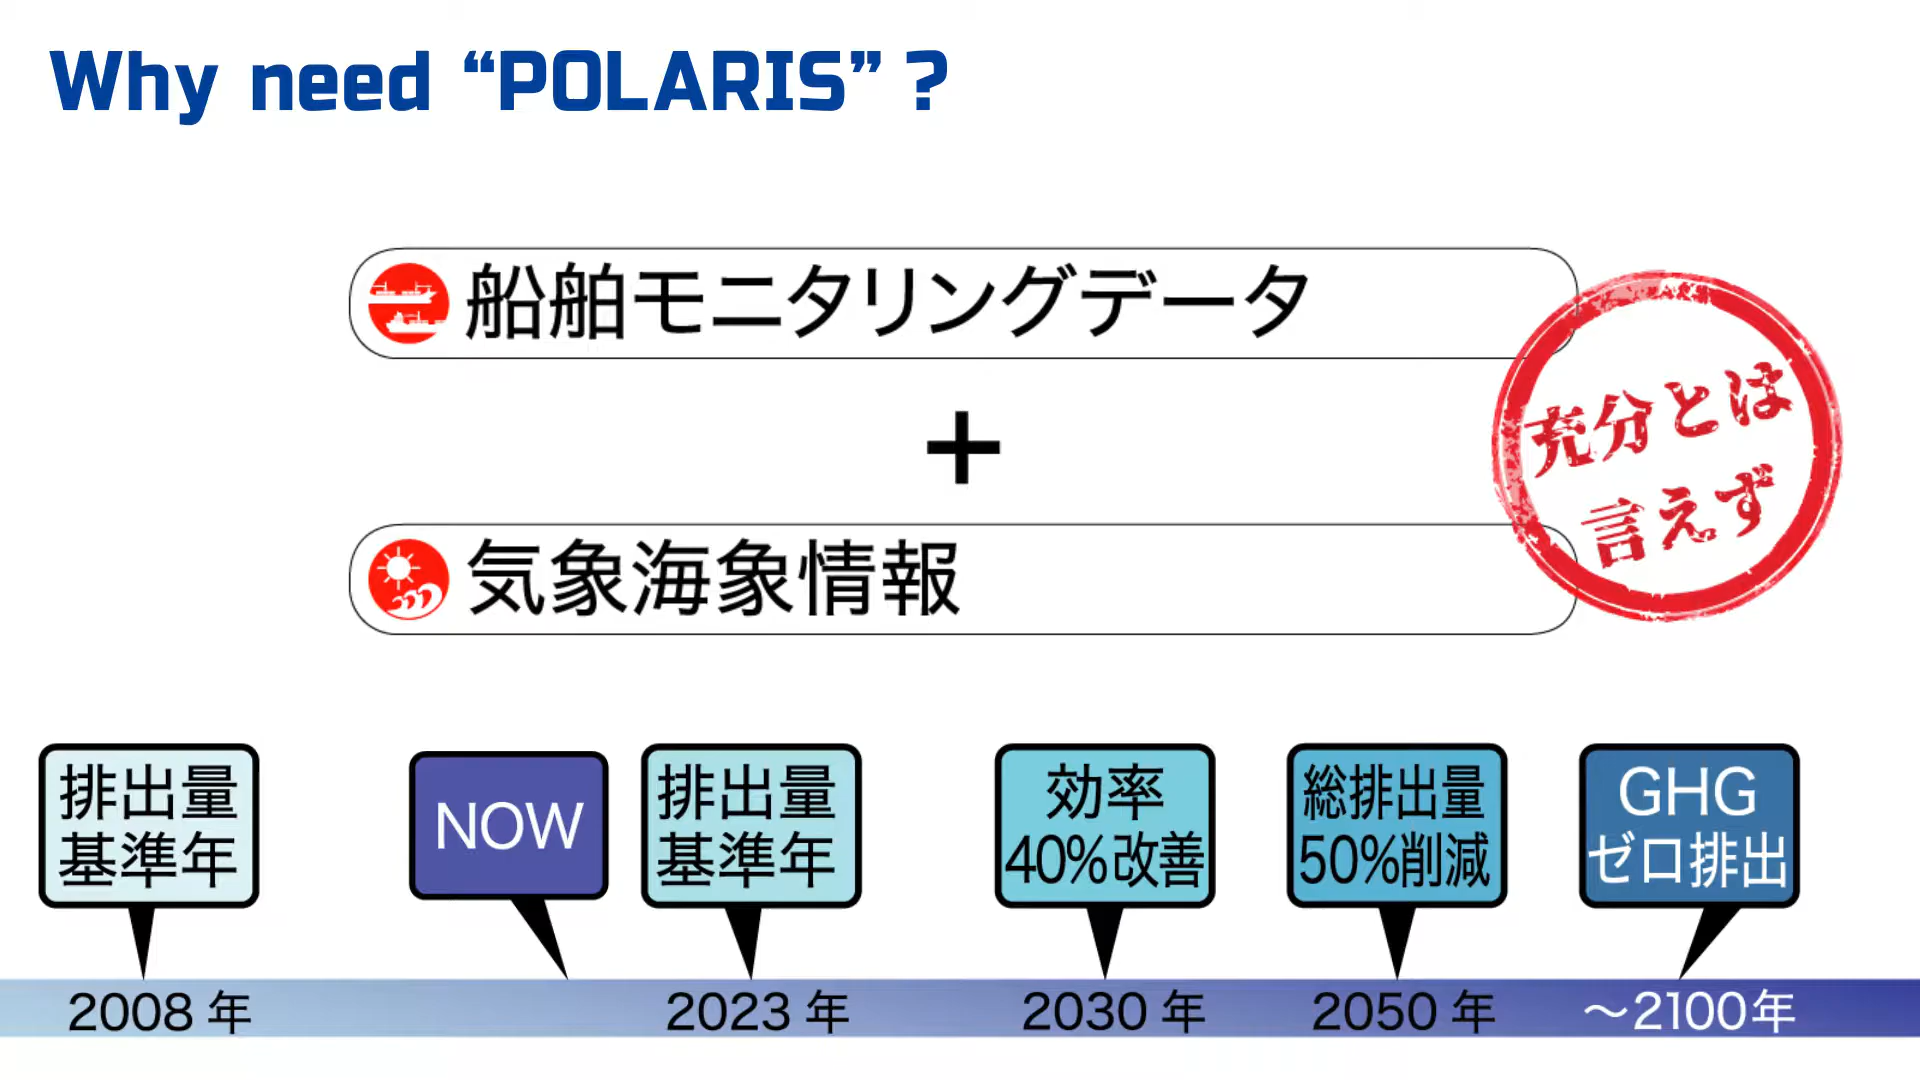 Why need “POLARIS” ?
船舶モニタリングデータ
+
気象海象情報
充分とは
言えず
排出量
基準年
NOW
排出量
基準年
効率
40%改善
総排出量
50%削減
GHG
ゼロ排出
2008 年
2023 年
2030 年
2050 年
～2100年